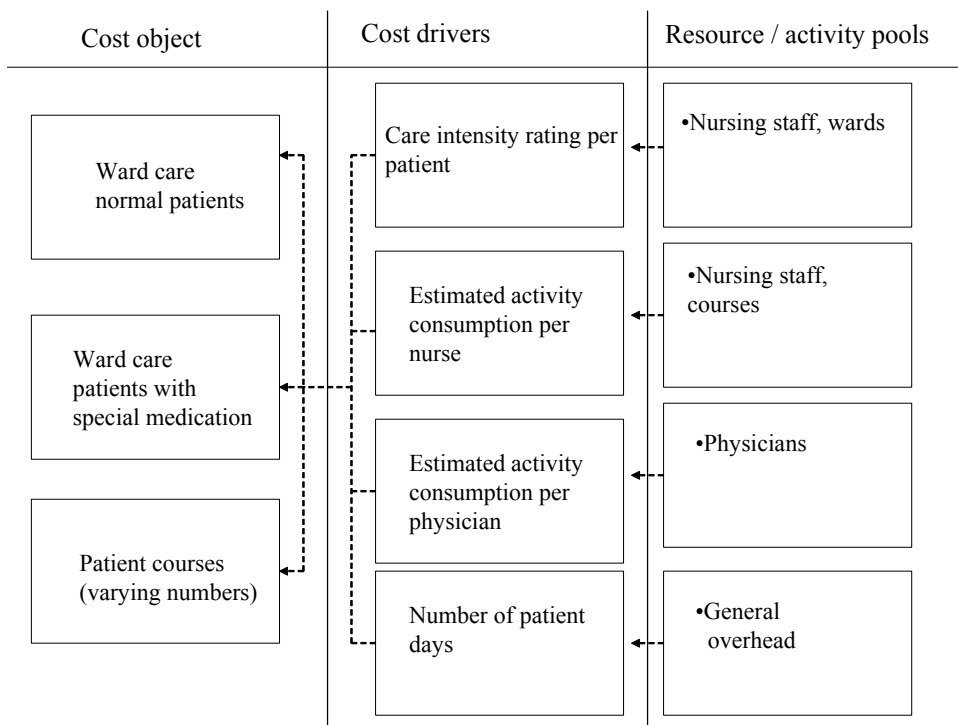 Cost object
Cost drivers
Resource / activity pools
Ward care
normal patients
Ward care
patients with
special medication
Patient courses
(varying numbers)
Care intensity rating per
patient
Estimated activity
consumption per
nurse
Estimated activity
consumption per
physician
Number of patient
days
•Nursing staff, wards
•Nursing staff,
courses
•Physicians
•General
overhead